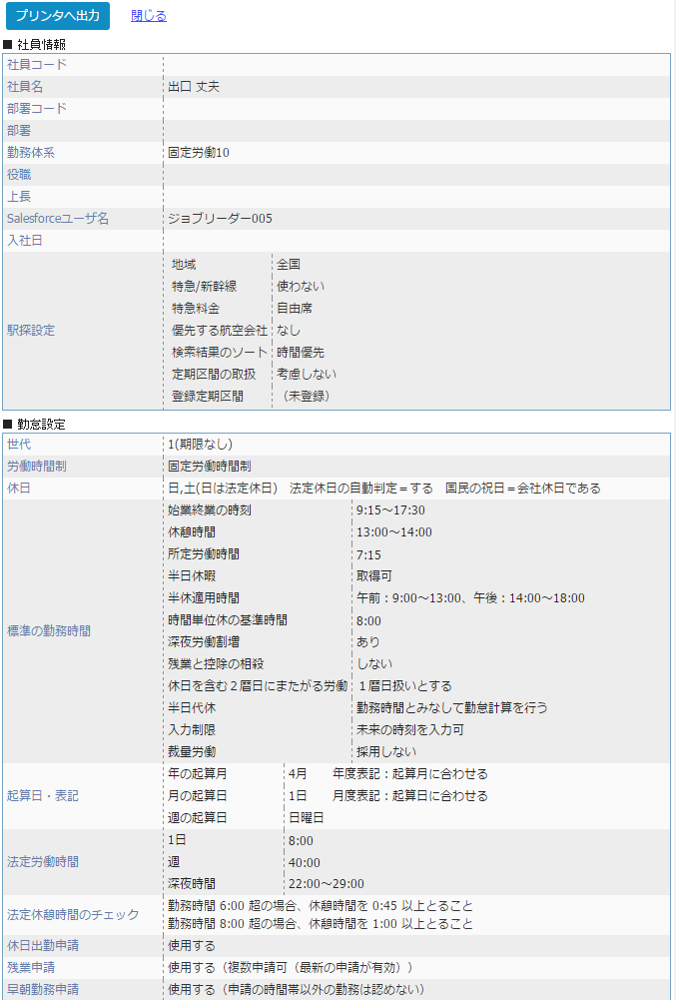 プリンタへ出力 閉じる
■ 社員情報
社員コード
社員名 出口 丈夫
部署コード
部署
勤務体系 固定労働10
役職
上長
Salesforceユーザ名 ジョブリーダー005
入社日
駅探設定
地域 全国
特急/新幹線 使わない
特急料金 自由席
優先する航空会社 なし
検索結果のソート 時間優先
定期区間の取扱 考慮しない
登録定期区間 （未登録）
■ 勤怠設定
世代 1(期限なし)
労働時間制 固定労働時間制
休日 日,土(日は法定休日) 法定休日の自動判定＝する 国民の祝日＝会社休日である
標準の勤務時間
始業終業の時刻 9:15～17:30
休憩時間 13:00～14:00
所定労働時間 7:15
半日休暇 取得可
半休適用時間 午前：9:00～13:00、午後：14:00～18:00
時間単位休の基準時間 8:00
深夜労働割増 あり
残業と控除の相殺 しない
休日を含む２暦日にまたがる労働 １暦日扱いとする
半日代休 勤務時間とみなして勤怠計算を行う
入力制限 未来の時刻を入力可
裁量労働 採用しない
起算日・表記
年の起算月 4月 年度表記：起算月に合わせる
月の起算日 1日 月度表記：起算日に合わせる
週の起算日 日曜日
法定労働時間
1日 8:00
週 40:00
深夜時間 22:00～29:00
法定休憩時間のチェック
勤務時間 6:00 超の場合、休憩時間を 0:45 以上とること
勤務時間 8:00 超の場合、休憩時間を 1:00 以上とること
休日出勤申請 使用する
残業申請 使用する（複数申請可（最新の申請が有効））
早朝勤務申請 使用する（申請の時間帯以外の勤務は認めない）